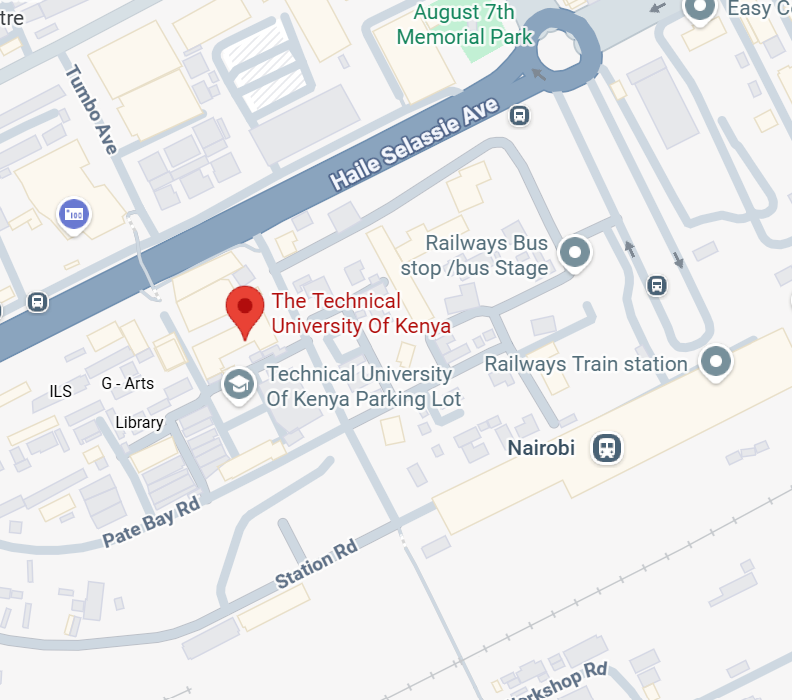 tre
August 7th
Memorial Park
Easy C
Tumbo Ave
Haile Selassie Ave
Railways Bus
stop /bus Stage
The Technical
University Of Kenya
Technical University
Of Kenya Parking Lot
Railways Train station
ILS
G - Arts
Library
Nairobi
Pate Bay Rd
Station Rd
orkshop Rd